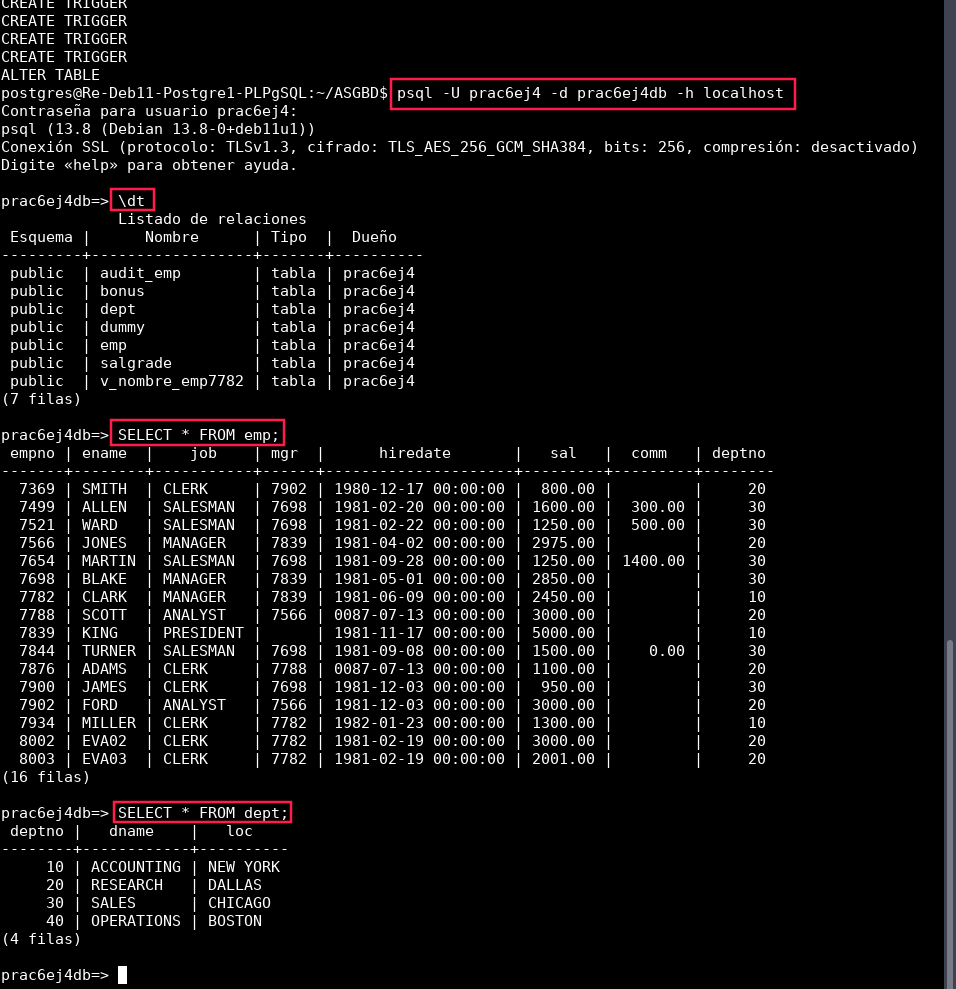 CREATE TRIGGER
CREATE TRIGGER
CREATE TRIGGER
CREATE TRIGGER
ALTER TABLE
postgres@Re-Deb11-Postgre1-PLPgSQL:~/ASGBD$ psql -U prac6ej4 -d prac6ej4db -h localhost
Contraseña para usuario prac6ej4:
psql (13.8 (Debian 13.8-0+deb11u1))
Conexión SSL (protocolo: TLSv1.3, cifrado: TLS_AES_256_GCM_SHA384, bits: 256, compresión: desactivado)
Digite «help» para obtener ayuda.

prac6ej4db=> \dt
             Listado de relaciones
 Esquema |      Nombre      | Tipo  |  Dueño
---------+------------------+-------+----------
 public  | audit_emp        | tabla | prac6ej4
 public  | bonus            | tabla | prac6ej4
 public  | dept             | tabla | prac6ej4
 public  | dummy            | tabla | prac6ej4
 public  | emp              | tabla | prac6ej4
 public  | salgrade         | tabla | prac6ej4
 public  | v_nombre_emp7782 | tabla | prac6ej4
(7 filas)

prac6ej4db=> SELECT * FROM emp;
 empno | ename  |    job    | mgr  |      hiredate       |   sal   |  comm   | deptno
-------+--------+-----------+------+---------------------+---------+---------+--------
  7369 | SMITH  | CLERK     | 7902 | 1980-12-17 00:00:00 |  800.00 |         |     20
  7499 | ALLEN  | SALESMAN  | 7698 | 1981-02-20 00:00:00 | 1600.00 |  300.00 |     30
  7521 | WARD   | SALESMAN  | 7698 | 1981-02-22 00:00:00 | 1250.00 |  500.00 |     30
  7566 | JONES  | MANAGER   | 7839 | 1981-04-02 00:00:00 | 2975.00 |         |     20
  7654 | MARTIN | SALESMAN  | 7698 | 1981-09-28 00:00:00 | 1250.00 | 1400.00 |     30
  7698 | BLAKE  | MANAGER   | 7839 | 1981-05-01 00:00:00 | 2850.00 |         |     30
  7782 | CLARK  | MANAGER   | 7839 | 1981-06-09 00:00:00 | 2450.00 |         |     10
  7788 | SCOTT  | ANALYST   | 7566 | 0087-07-13 00:00:00 | 3000.00 |         |     20
  7839 | KING   | PRESIDENT |      | 1981-11-17 00:00:00 | 5000.00 |         |     10
  7844 | TURNER | SALESMAN  | 7698 | 1981-09-08 00:00:00 | 1500.00 |    0.00 |     30
  7876 | ADAMS  | CLERK     | 7788 | 0087-07-13 00:00:00 | 1100.00 |         |     20
  7900 | JAMES  | CLERK     | 7698 | 1981-12-03 00:00:00 |  950.00 |         |     30
  7902 | FORD   | ANALYST   | 7566 | 1981-12-03 00:00:00 | 3000.00 |         |     20
  7934 | MILLER | CLERK     | 7782 | 1982-01-23 00:00:00 | 1300.00 |         |     10
  8002 | EVA02  | CLERK     | 7782 | 1981-02-19 00:00:00 | 3000.00 |         |     20
  8003 | EVA03  | CLERK     | 7782 | 1981-02-19 00:00:00 | 2001.00 |         |     20
(16 filas)

prac6ej4db=> SELECT * FROM dept;
 deptno |   dname    |   loc
--------+------------+----------
     10 | ACCOUNTING | NEW YORK
     20 | RESEARCH   | DALLAS
     30 | SALES      | CHICAGO
     40 | OPERATIONS | BOSTON
(4 filas)

prac6ej4db=>